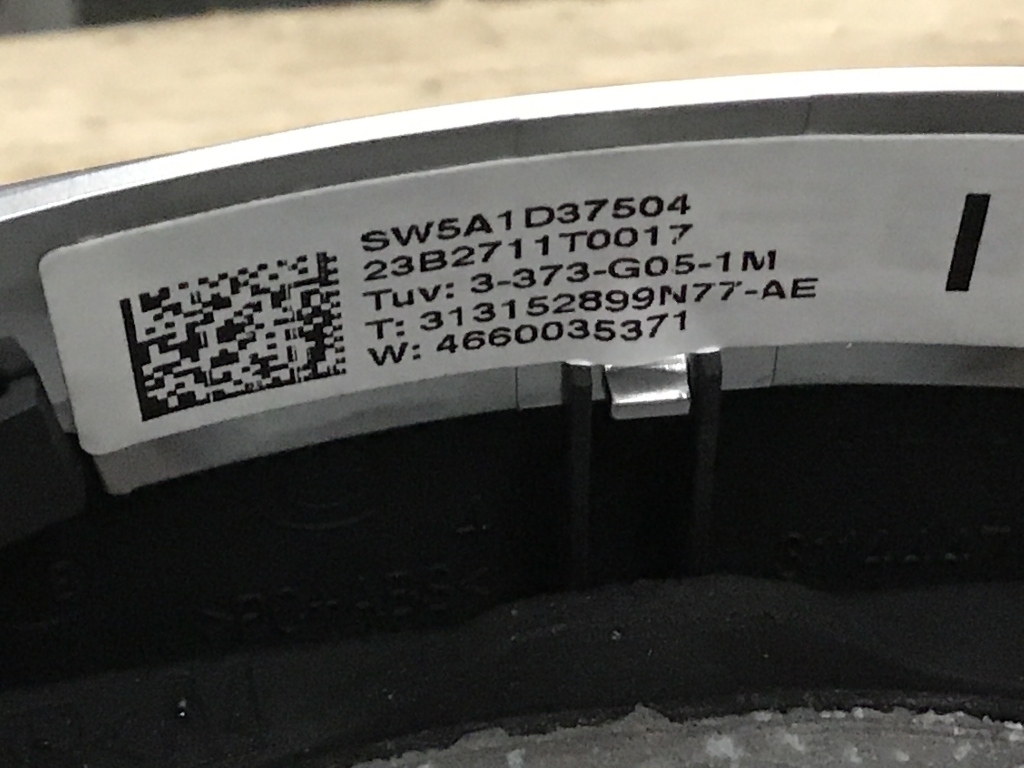 SW5A1D37504
23B2711T0017
Tuv: 3-373-G05-1M
T: 313152899N77-AE
W: 4660035371